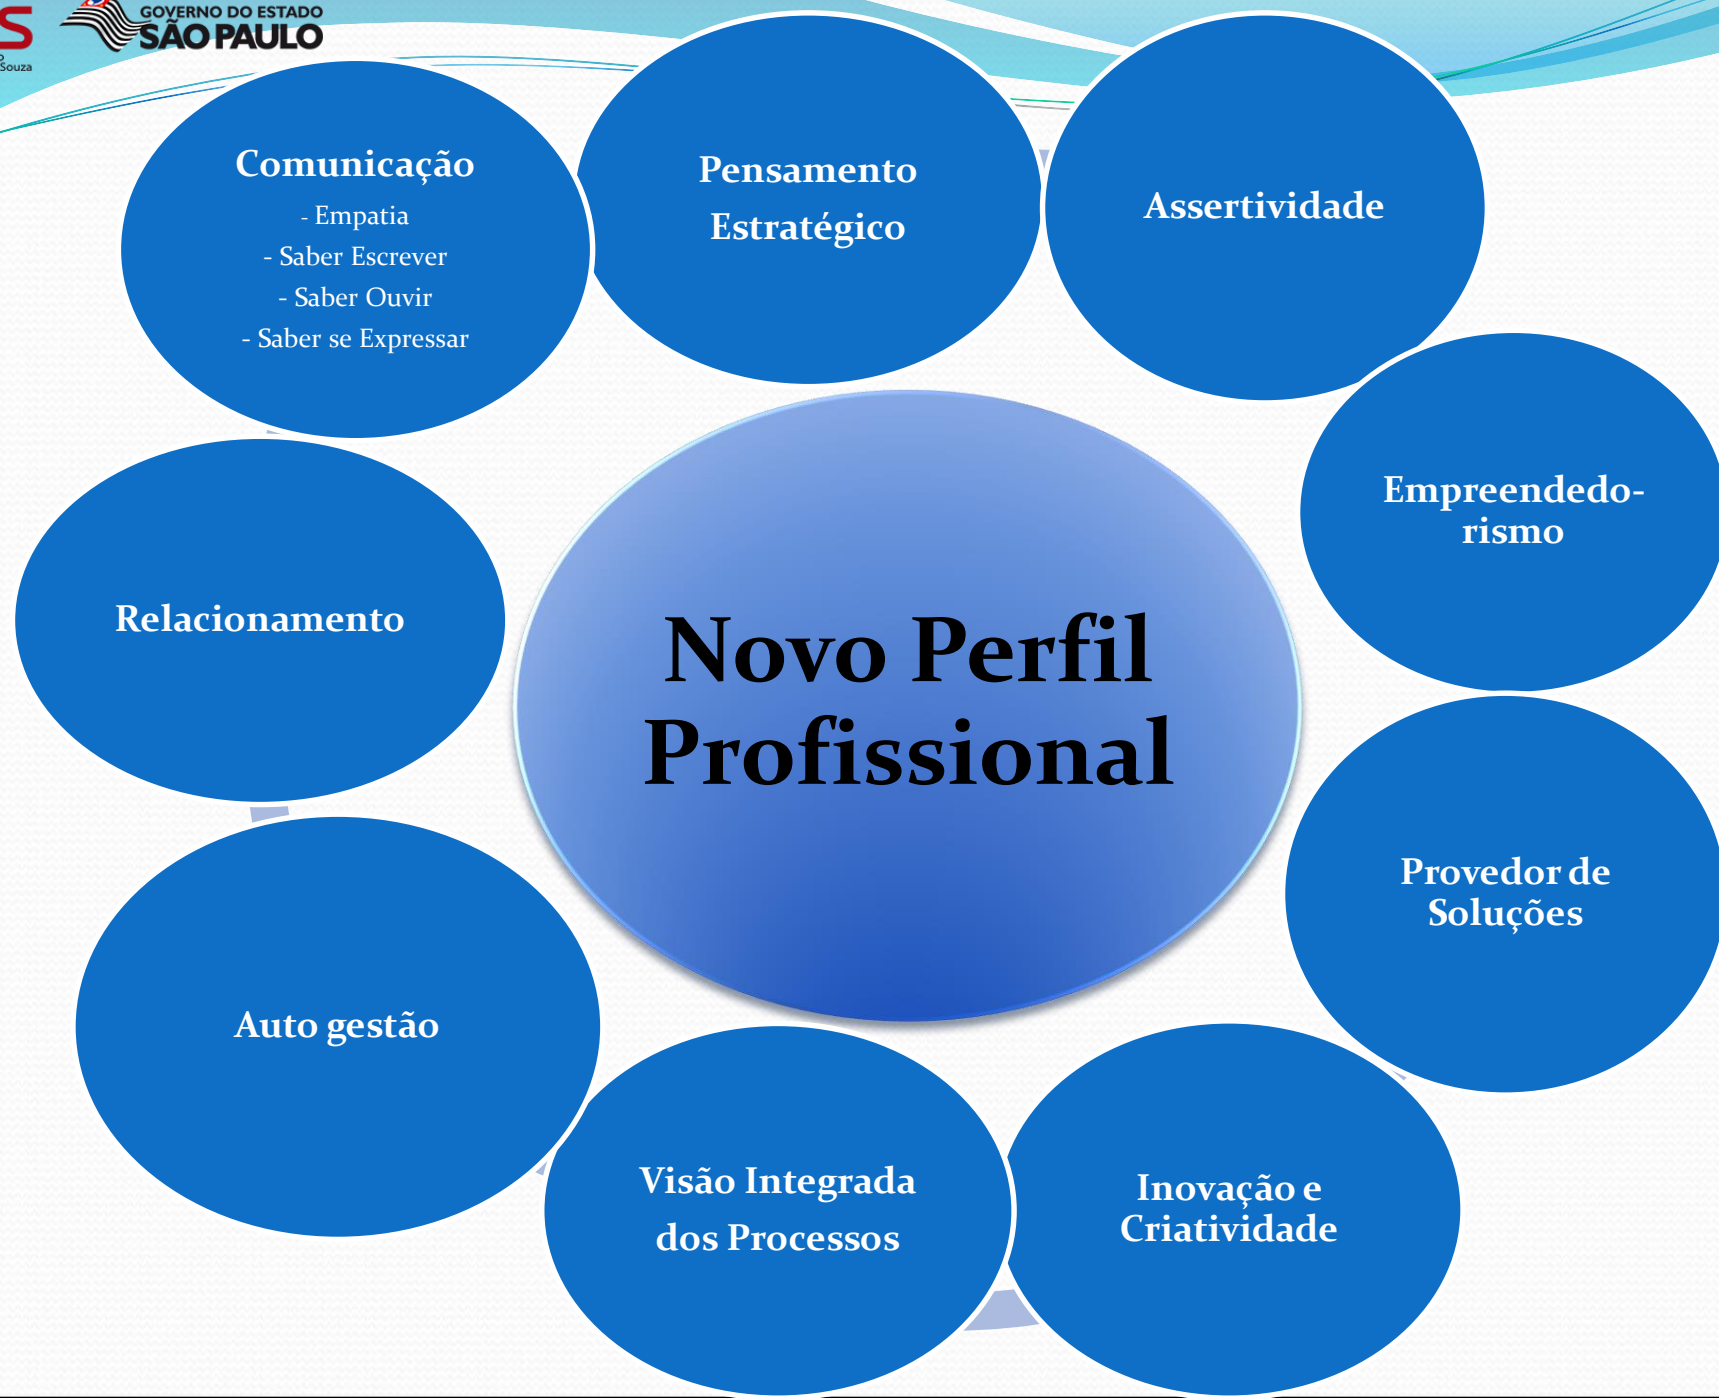 S
GOVERNO DO ESTADO
SÃO PAULO
Souza
Comunicação
- Empatia
- Saber Escrever
- Saber Ouvir
- Saber se Expressar
Pensamento
Estratégico
Assertividade
Empreendedo-
rismo
Relacionamento
Novo Perfil
Profissional
Provedor de
Soluções
Auto gestão
Visão Integrada
dos Processos
Inovação e
Criatividade